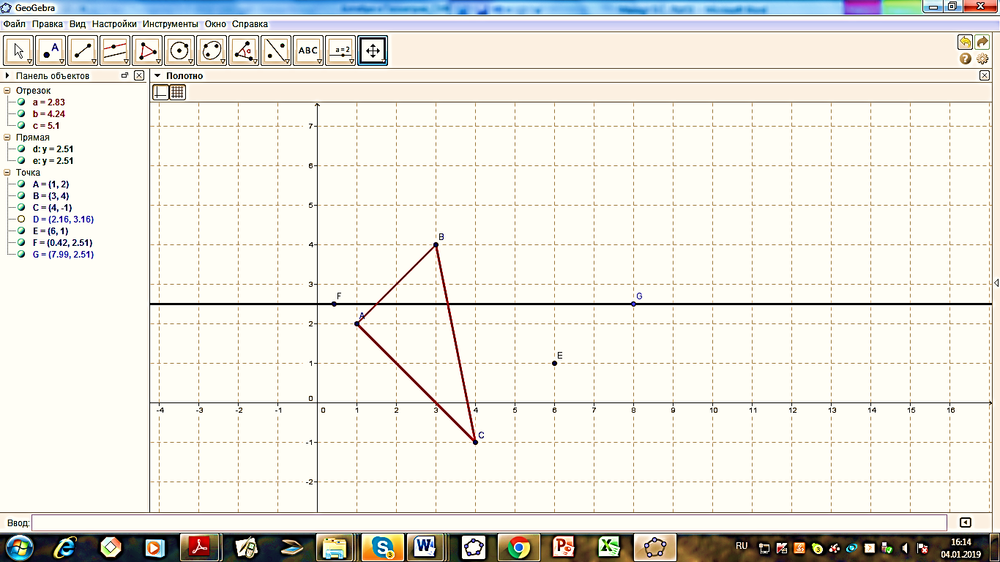 GeoGebra
Файл Правка Вид Настройки Инструменты Окно Справка
A
ABC
a=2
Панель объектов
Полотно
Отрезок
a = 2.83
b = 4.24
c = 5.1
Прямая
d: y = 2.51
e: y = 2.51
Точка
A = (1, 2)
B = (3, 4)
C = (4, -1)
D = (2.16, 3.16)
E = (6, 1)
F = (0.42, 2.51)
G = (7.99, 2.51)
7
6
5
4
3
2
1
0
-1
-2
-4 -3 -2 -1 0 1 2 3 4 5 6 7 8 9 10 11 12 13 14 15 16
B
F
G
A
E
C
Ввод:
RU
16:14
04.01.2019